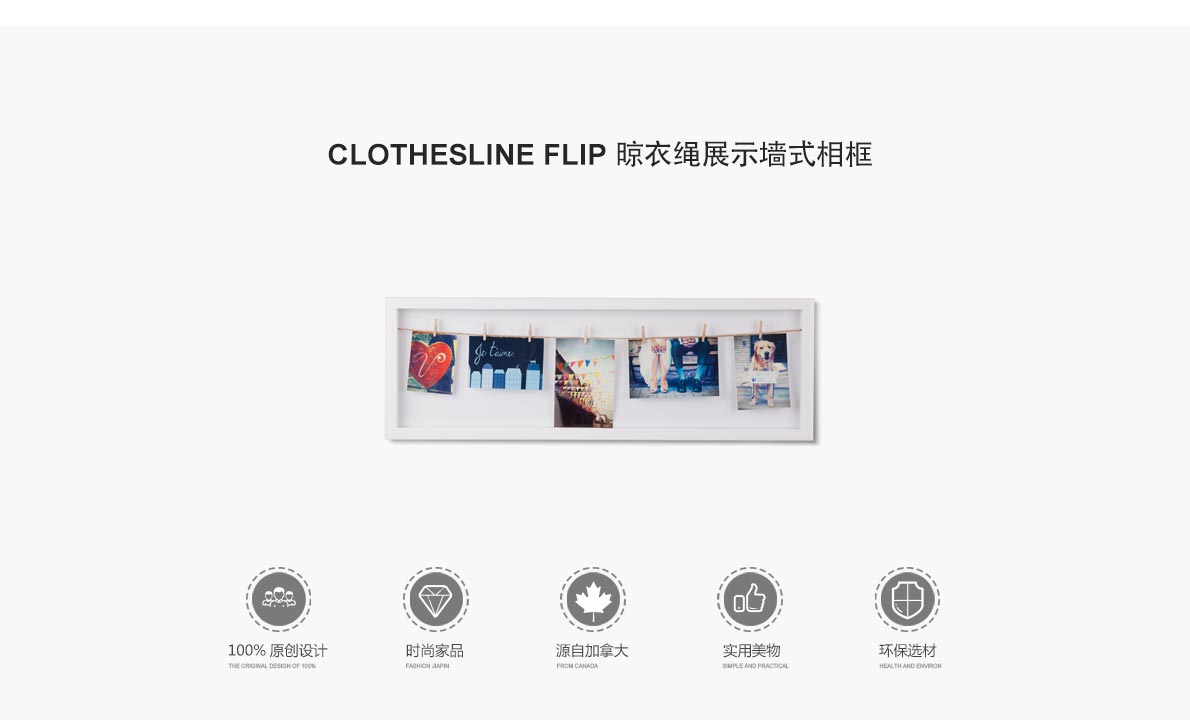 CLOTHESLINE FLIP 晾衣绳展示墙式相框
Je t'aime.
100% 原创设计
时尚家品
源自加拿大
实用美物
环保选材
THE ORIGINAL DESIGN OF 100%
FASHION JIAPIN
FROM CANADA
SIMPLE AND PRACTICAL
HEALTH AND ENVIRON